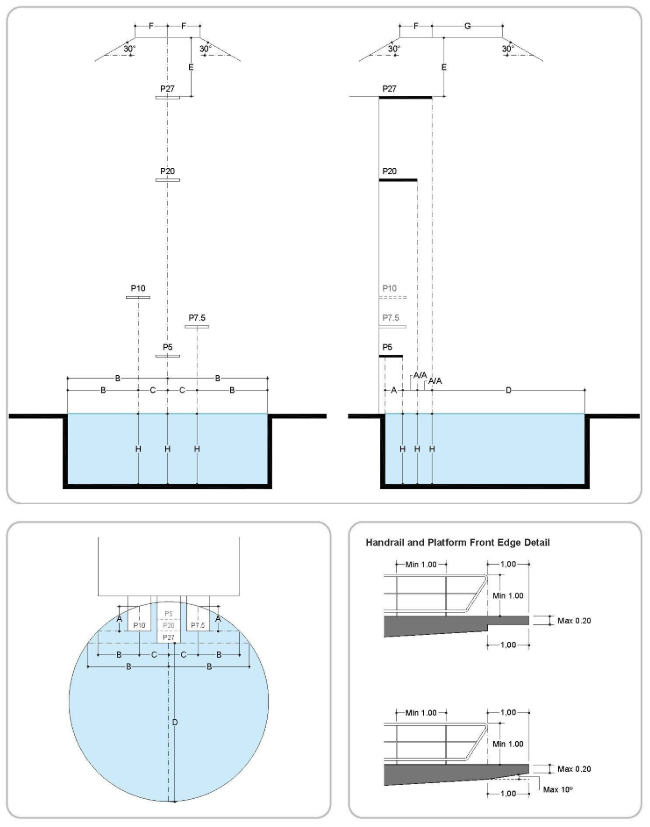 F F F G
30° 30° 30° 30°
E E
P27 P27
P20 P20
P10 P10
P7.5 P7.5
P5 P5
A/A
B B A/A
B C C B A D
H H H H H H
P5
A P10 P20 P7.5 A
P27
B C C B
B B
D
Handrail and Platform Front Edge Detail
Min 1.00 1,00
Min 1.00
Max 0.20
1,00
Min 1.00 1,00
Min 1.00
Max 0.20
Max 10º
1,00